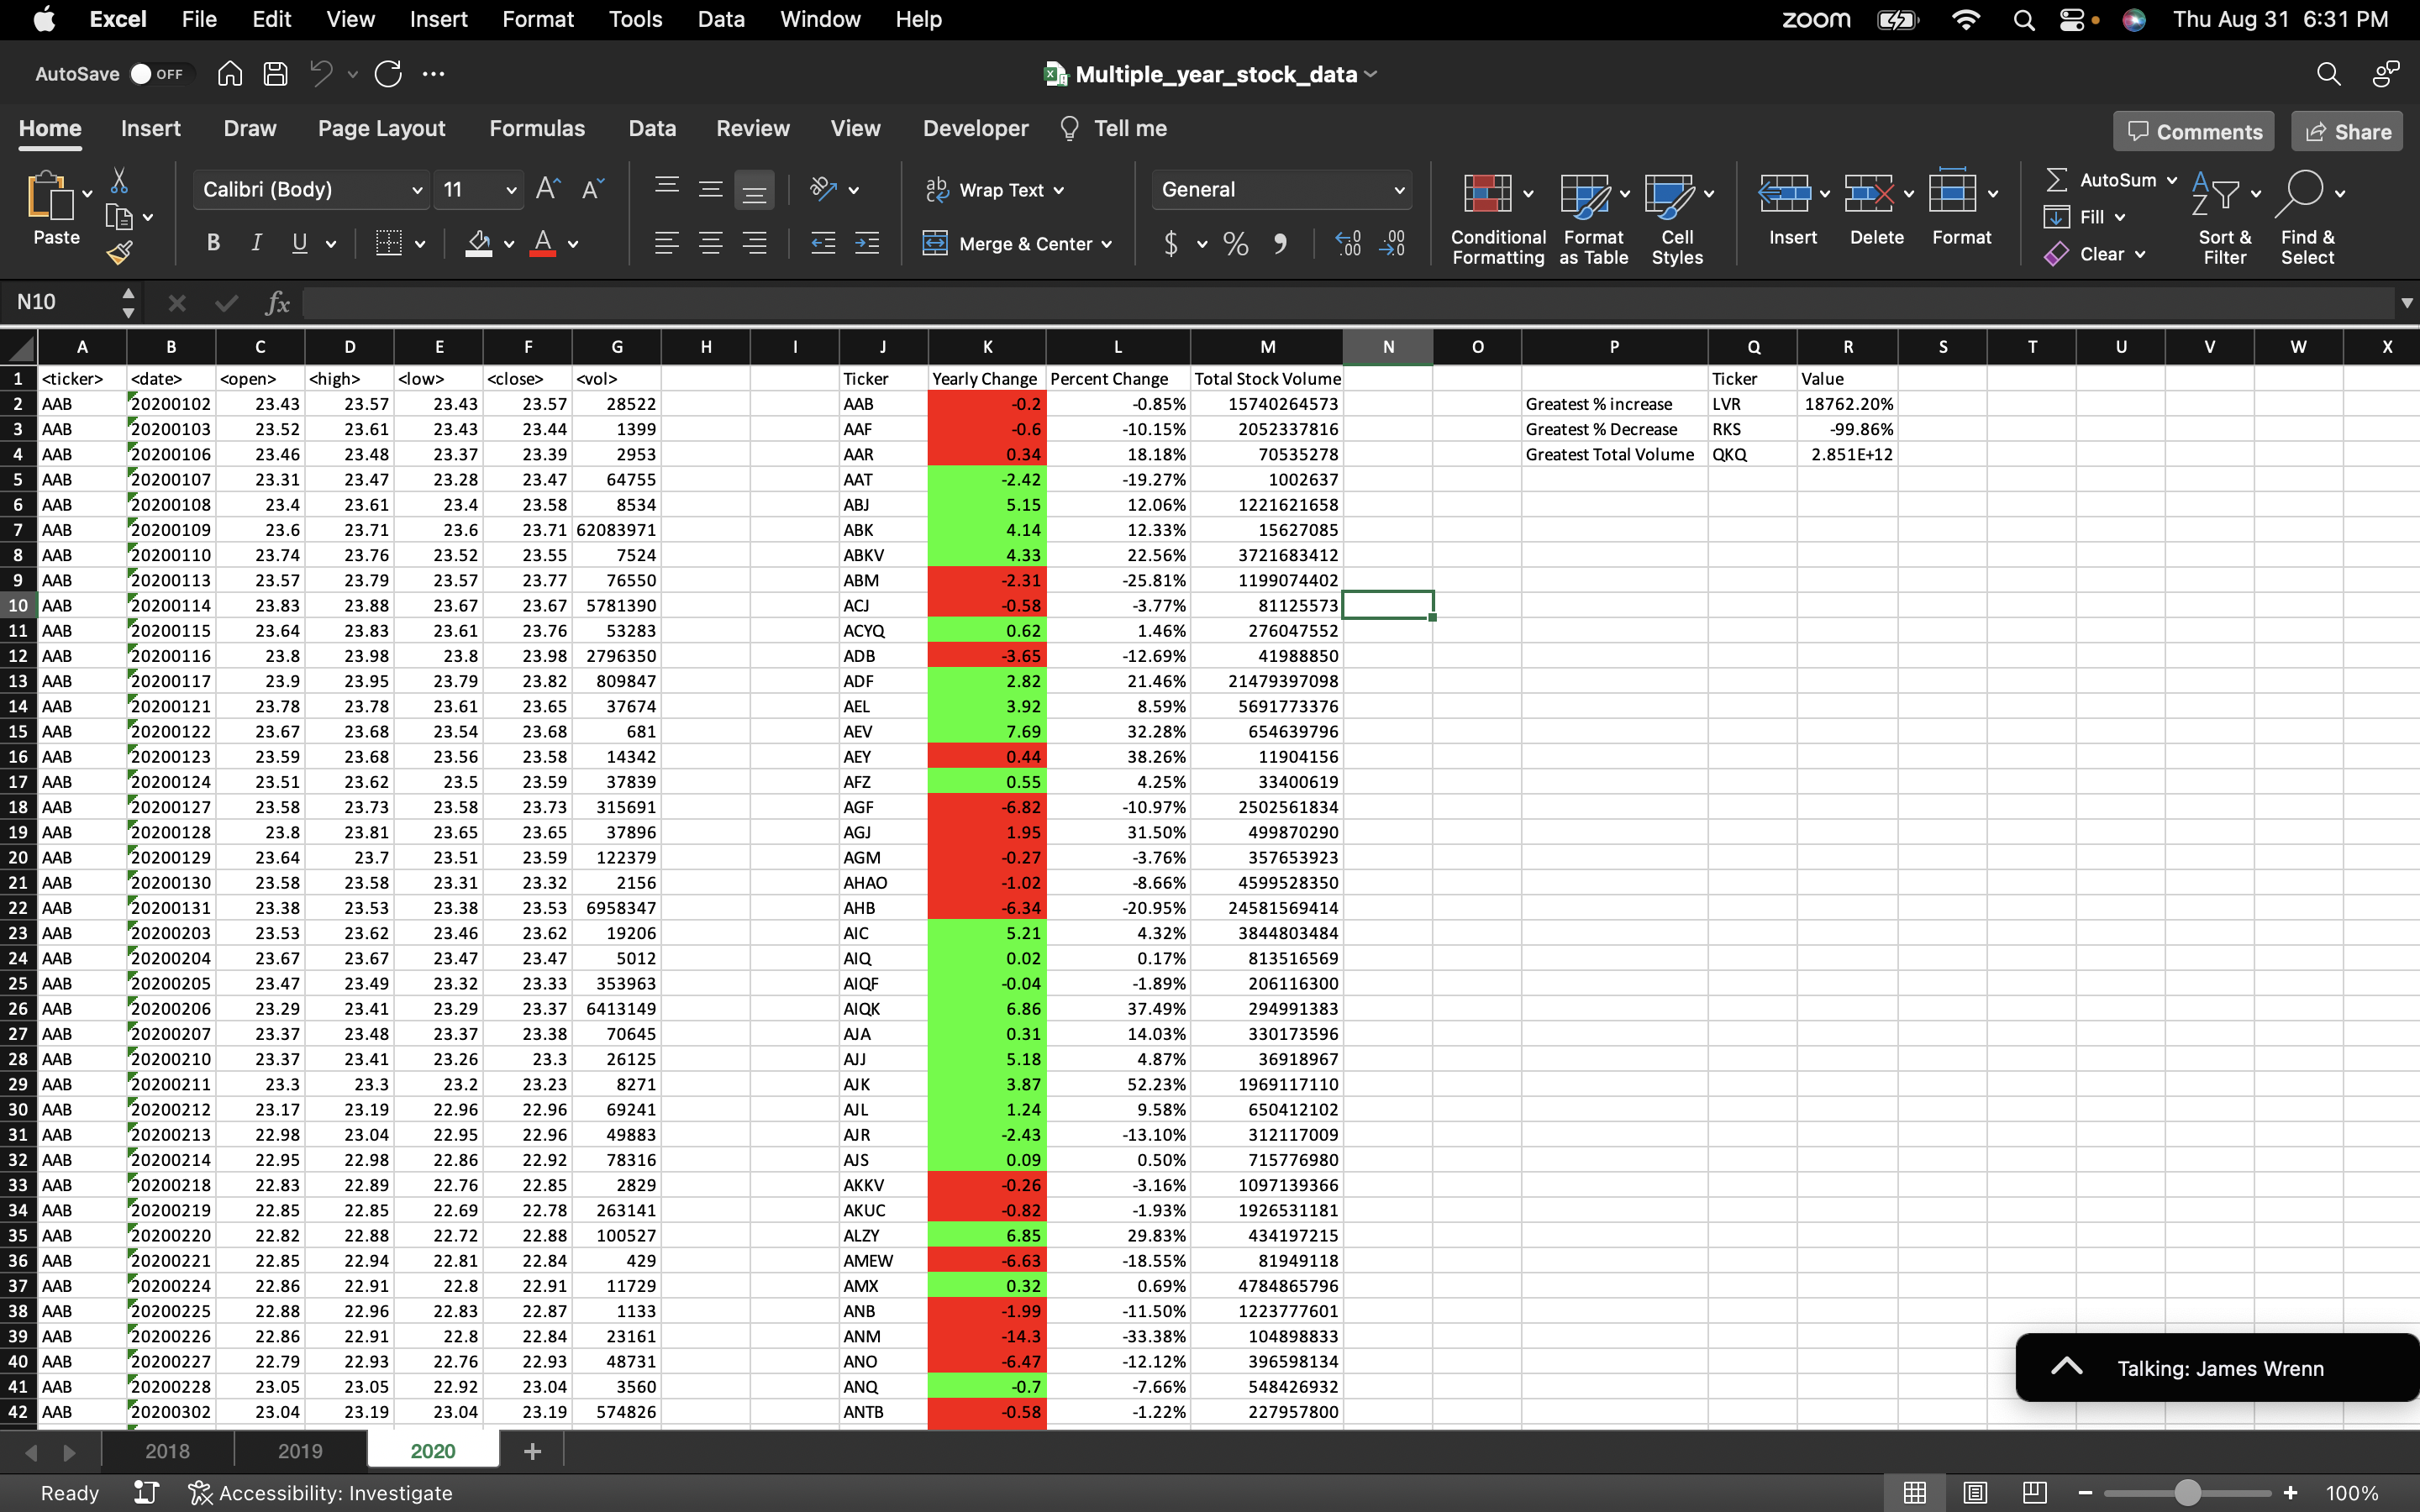 Excel File Edit View Insert Format Tools Data Window Help zoom Thu Aug 31 6:31 PM
AutoSave OFF Multiple_year_stock_data
Home Insert Draw Page Layout Formulas Data Review View Developer Tell me Comments Share
Paste Calibri (Body) 11 Wrap Text General AutoSum
B I U A Merge & Center $ % Conditional Formatting Format as Table Cell Styles Insert Delete Format Fill Clear Sort & Filter Find & Select
N10 fx
A B C D E F G H I J K L M N O P Q R S T U V W X
1 <ticker> <date> <open> <high> <low> <close> <vol> Ticker Yearly Change Percent Change Total Stock Volume Ticker Value
2 AAB 20200102 23.43 23.57 23.43 23.57 28522 AAB -0.2 -0.85% 15740264573 Greatest % increase LVR 18762.20%
3 AAB 20200103 23.52 23.61 23.43 23.44 1399 AAF -0.6 -10.15% 2052337816 Greatest % Decrease RKS -99.86%
4 AAB 20200106 23.46 23.48 23.37 23.39 2953 AAR 0.34 18.18% 70535278 Greatest Total Volume QKQ 2.851E+12
5 AAB 20200107 23.31 23.47 23.28 23.47 64755 AAT -2.42 -19.27% 1002637
6 AAB 20200108 23.4 23.61 23.4 23.58 8534 ABJ 5.15 12.06% 1221621658
7 AAB 20200109 23.6 23.71 23.6 23.71 62083971 ABK 4.14 12.33% 15627085
8 AAB 20200110 23.74 23.76 23.52 23.55 7524 ABKV 4.33 22.56% 3721683412
9 AAB 20200113 23.57 23.79 23.57 23.77 76550 ABM -2.31 -25.81% 1199074402
10 AAB 20200114 23.83 23.88 23.67 23.67 5781390 ACJ -0.58 -3.77% 81125573
11 AAB 20200115 23.64 23.83 23.61 23.76 53283 ACYQ 0.62 1.46% 276047552
12 AAB 20200116 23.8 23.98 23.8 23.98 2796350 ADB -3.65 -12.69% 41988850
13 AAB 20200117 23.9 23.95 23.79 23.82 809847 ADF 2.82 21.46% 21479397098
14 AAB 20200121 23.78 23.78 23.61 23.65 37674 AEL 3.92 8.59% 5691773376
15 AAB 20200122 23.67 23.68 23.54 23.68 681 AEV 7.69 32.28% 654639796
16 AAB 20200123 23.59 23.68 23.56 23.58 14342 AEY 0.44 38.26% 11904156
17 AAB 20200124 23.51 23.62 23.5 23.59 37839 AFZ 0.55 4.25% 33400619
18 AAB 20200127 23.58 23.73 23.58 23.73 315691 AGF -6.82 -10.97% 2502561834
19 AAB 20200128 23.8 23.81 23.65 23.65 37896 AGJ 1.95 31.50% 499870290
20 AAB 20200129 23.64 23.7 23.51 23.59 122379 AGM -0.27 -3.76% 357653923
21 AAB 20200130 23.58 23.58 23.31 23.32 2156 AHAO -1.02 -8.66% 4599528350
22 AAB 20200131 23.38 23.53 23.38 23.53 6958347 AHB -6.34 -20.95% 24581569414
23 AAB 20200203 23.53 23.62 23.46 23.62 19206 AIC 5.21 4.32% 3844803484
24 AAB 20200204 23.67 23.67 23.47 23.47 5012 AIQ 0.02 0.17% 813516569
25 AAB 20200205 23.47 23.49 23.32 23.33 353963 AIQF -0.04 -1.89% 206116300
26 AAB 20200206 23.29 23.41 23.29 23.37 6413149 AIQK 6.86 37.49% 294991383
27 AAB 20200207 23.37 23.48 23.37 23.38 70645 AJA 0.31 14.03% 330173596
28 AAB 20200210 23.37 23.41 23.26 23.3 26125 AJJ 5.18 4.87% 36918967
29 AAB 20200211 23.3 23.3 23.2 23.23 8271 AJK 3.87 52.23% 1969117110
30 AAB 20200212 23.17 23.19 22.96 22.96 69241 AJL 1.24 9.58% 650412102
31 AAB 20200213 22.98 23.04 22.95 22.96 49883 AJR -2.43 -13.10% 312117009
32 AAB 20200214 22.95 22.98 22.86 22.92 78316 AJS 0.09 0.50% 715776980
33 AAB 20200218 22.83 22.89 22.76 22.85 2829 AKKV -0.26 -3.16% 1097139366
34 AAB 20200219 22.85 22.85 22.69 22.78 263141 AKUC -0.82 -1.93% 1926531181
35 AAB 20200220 22.82 22.88 22.72 22.88 100527 ALZY 6.85 29.83% 434197215
36 AAB 20200221 22.85 22.94 22.81 22.84 429 AMEW -6.63 -18.55% 81949118
37 AAB 20200224 22.86 22.91 22.8 22.91 11729 AMX 0.32 0.69% 4784865796
38 AAB 20200225 22.88 22.96 22.83 22.87 1133 ANB -1.99 -11.50% 1223777601
39 AAB 20200226 22.86 22.91 22.8 22.84 23161 ANM -14.3 -33.38% 104898833
40 AAB 20200227 22.79 22.93 22.76 22.93 48731 ANO -6.47 -12.12% 396598134
41 AAB 20200228 23.05 23.05 22.92 23.04 3560 ANQ -0.7 -7.66% 548426932
42 AAB 20200302 23.04 23.19 23.04 23.19 574826 ANTB -0.58 -1.22% 227957800
Talking: James Wrenn
2018 2019 2020
Ready Accessibility: Investigate 100%